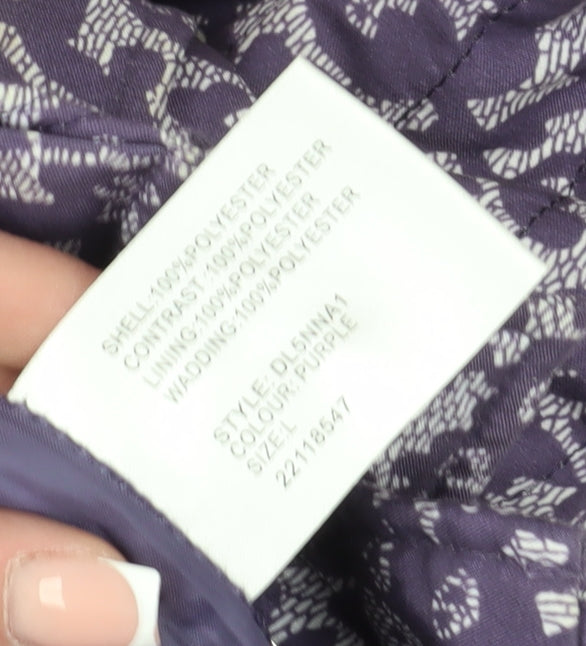 SHELL:100%POLYESTER
CONTRAST:100%POLYESTER
LINING:100%POLYESTER
WADDING:100%POLYESTER
STYLE: DL5NNA1
COLOUR: PURPLE
SIZE:L
22118547